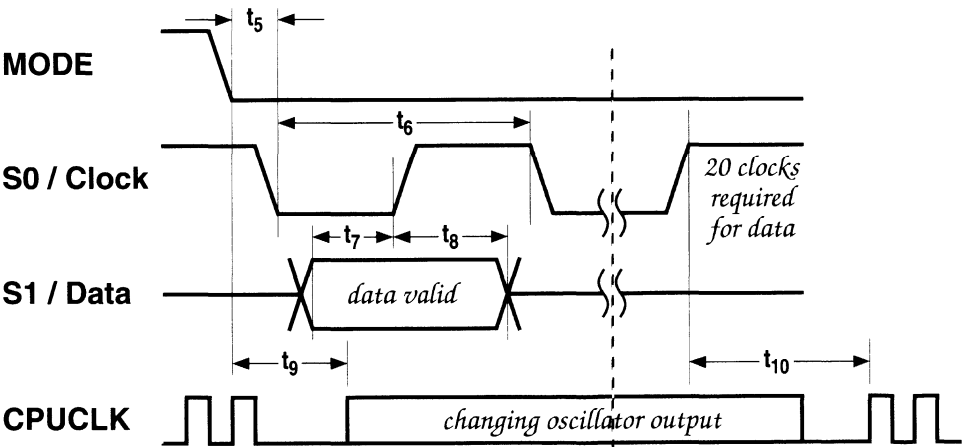 t5
MODE
t6
S0 / Clock
20 clocks
required
for data
t7
t8
S1 / Data
data valid
t9
t10
CPUCLK
changing oscillator output